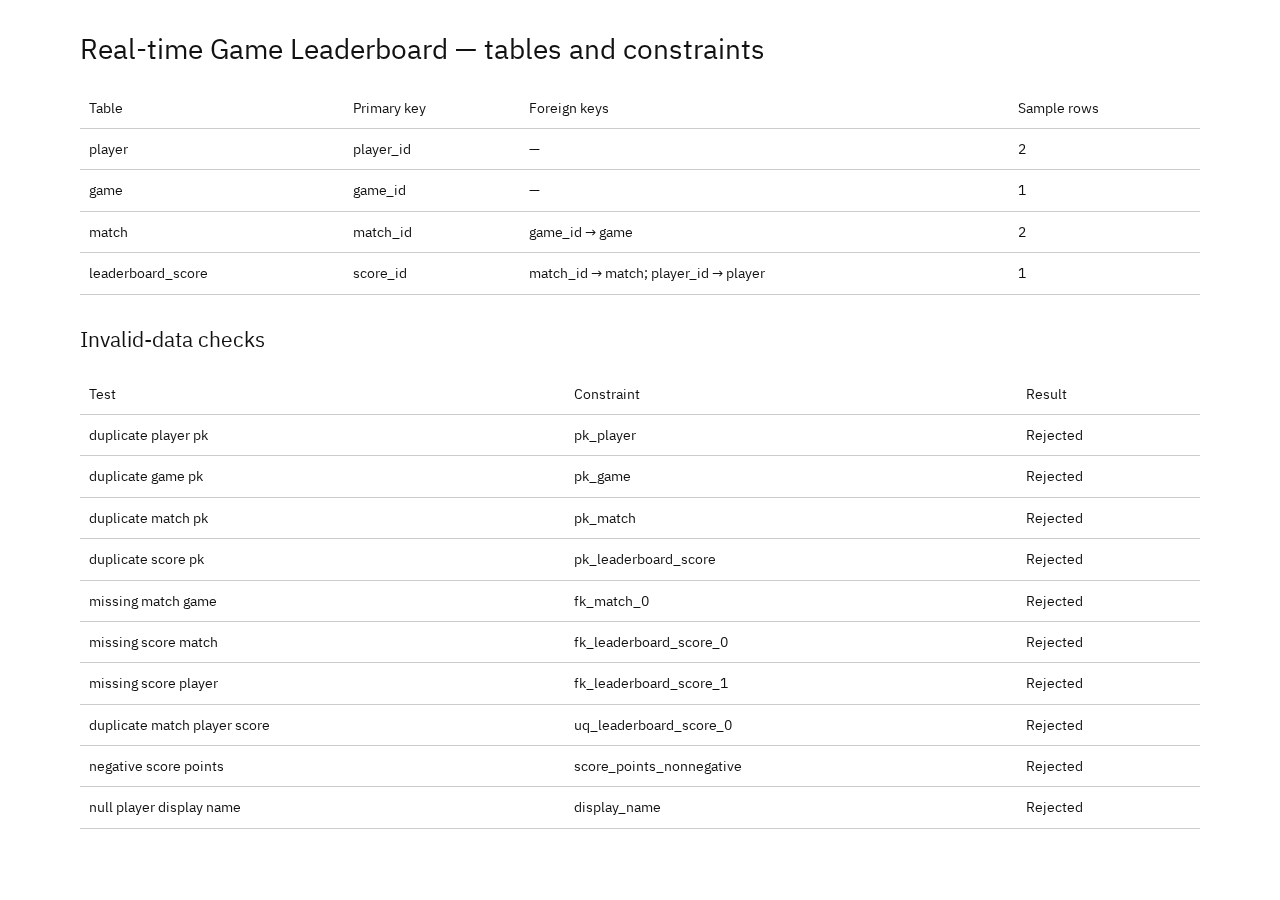 Real-time Game Leaderboard — tables and constraints
Table Primary key Foreign keys Sample rows
player player_id — 2
game game_id — 1
match match_id game_id → game 2
leaderboard_score score_id match_id → match; player_id → player 1
Invalid-data checks
Test Constraint Result
duplicate player pk pk_player Rejected
duplicate game pk pk_game Rejected
duplicate match pk pk_match Rejected
duplicate score pk pk_leaderboard_score Rejected
missing match game fk_match_0 Rejected
missing score match fk_leaderboard_score_0 Rejected
missing score player fk_leaderboard_score_1 Rejected
duplicate match player score uq_leaderboard_score_0 Rejected
negative score points score_points_nonnegative Rejected
null player display name display_name Rejected